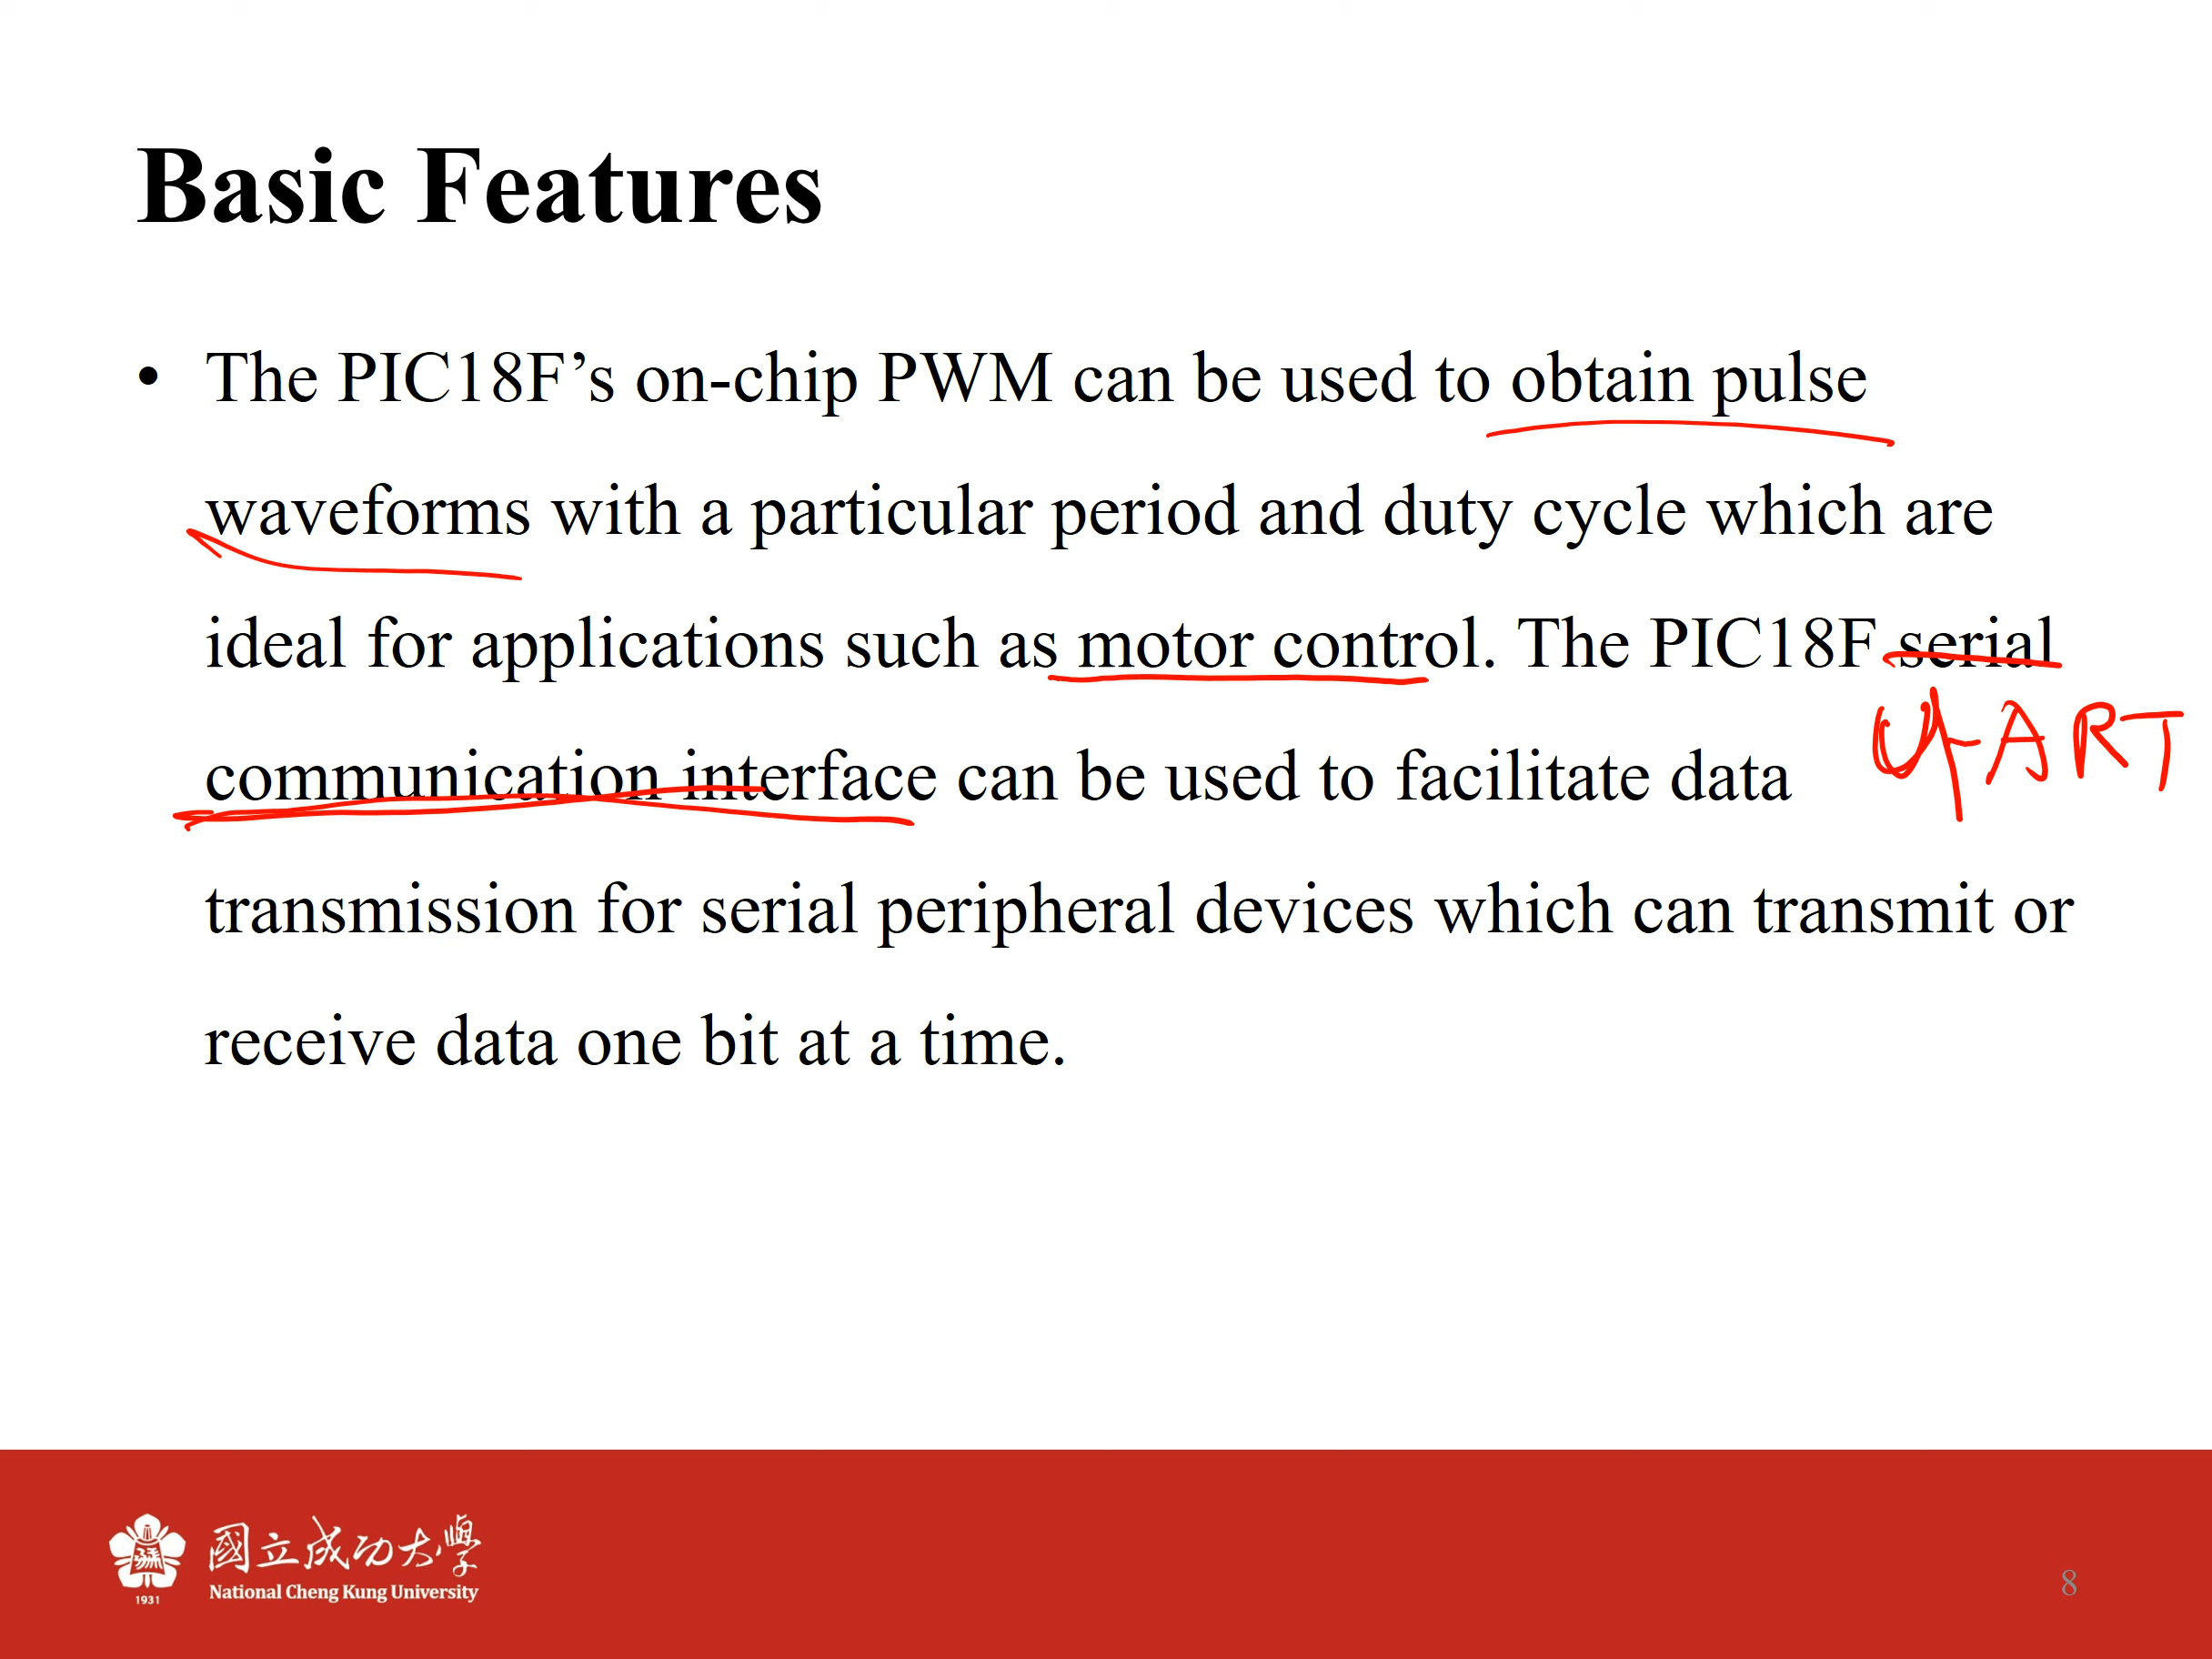 Basic Features
• The PIC18F’s on-chip PWM can be used to obtain pulse
waveforms with a particular period and duty cycle which are
ideal for applications such as motor control. The PIC18F serial
UART
communication interface can be used to facilitate data
transmission for serial peripheral devices which can transmit or
receive data one bit at a time.
國立成功大學
National Cheng Kung University
1931
8